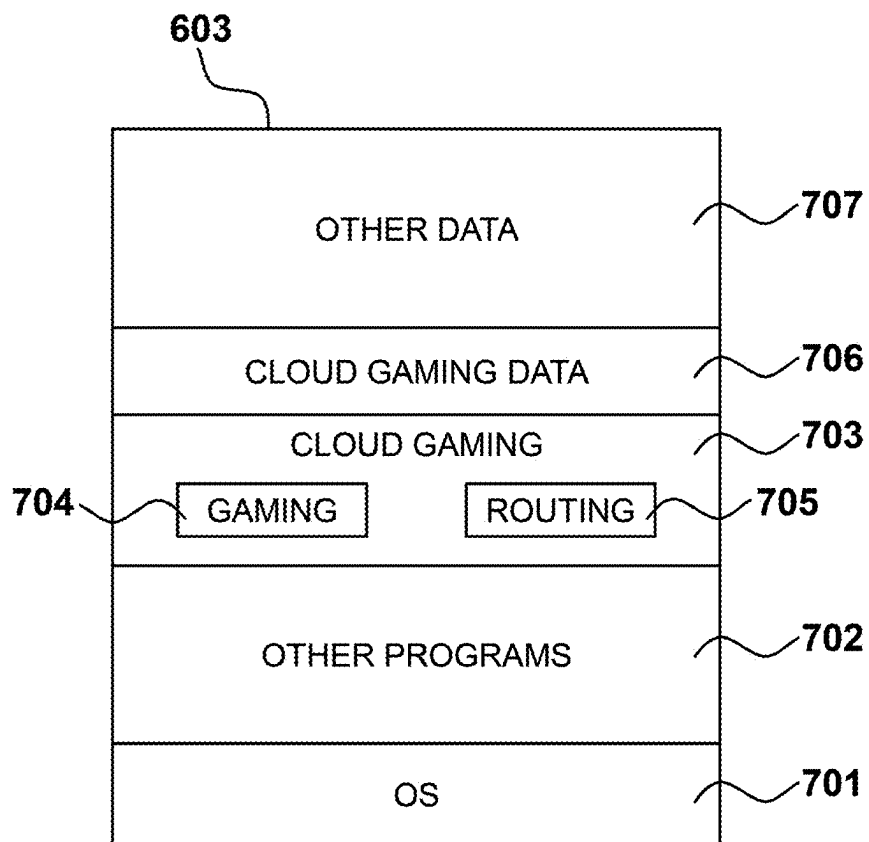 603
OTHER DATA
707
CLOUD GAMING DATA
706
CLOUD GAMING
703
704
GAMING
ROUTING
705
OTHER PROGRAMS
702
OS
701